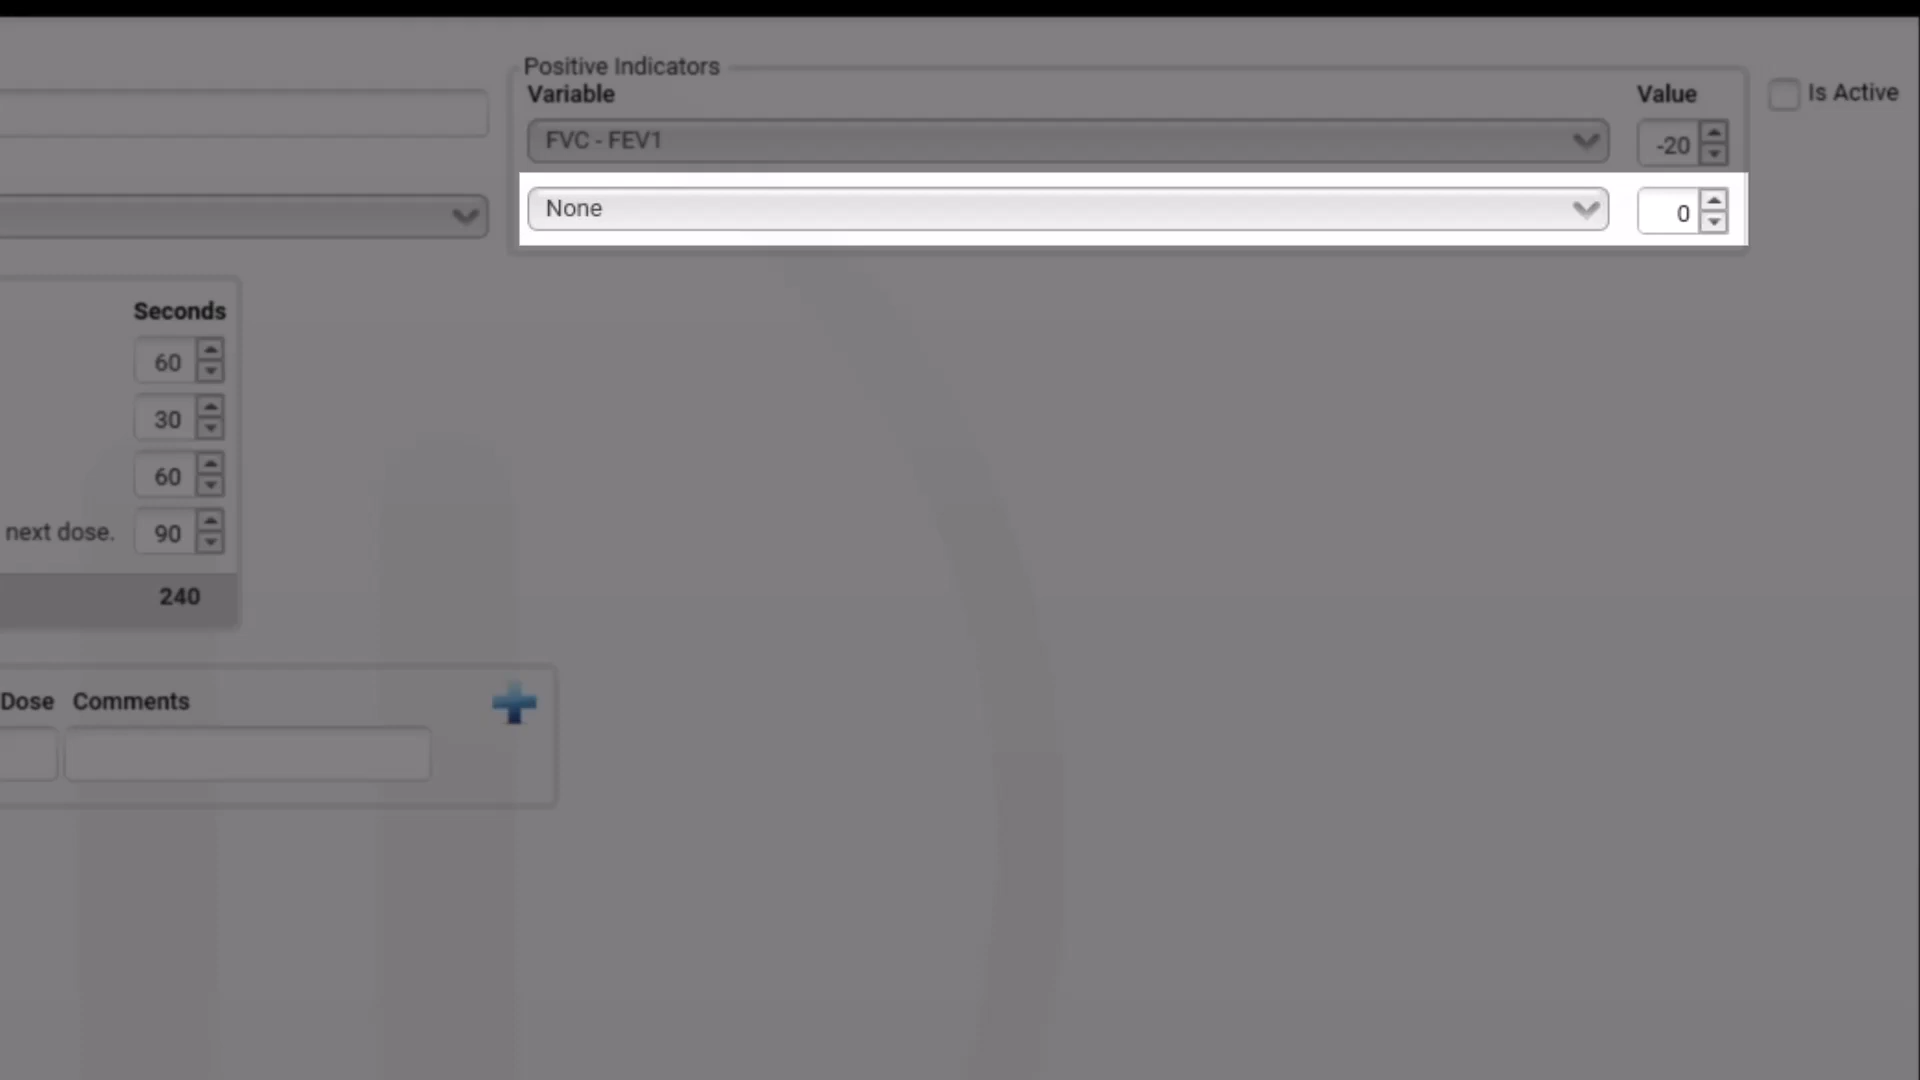 Positive Indicators
Variable Value
Is Active
FVC - FEV1 -20
None 0
Seconds
60
30
60
next dose. 90
240
Dose Comments